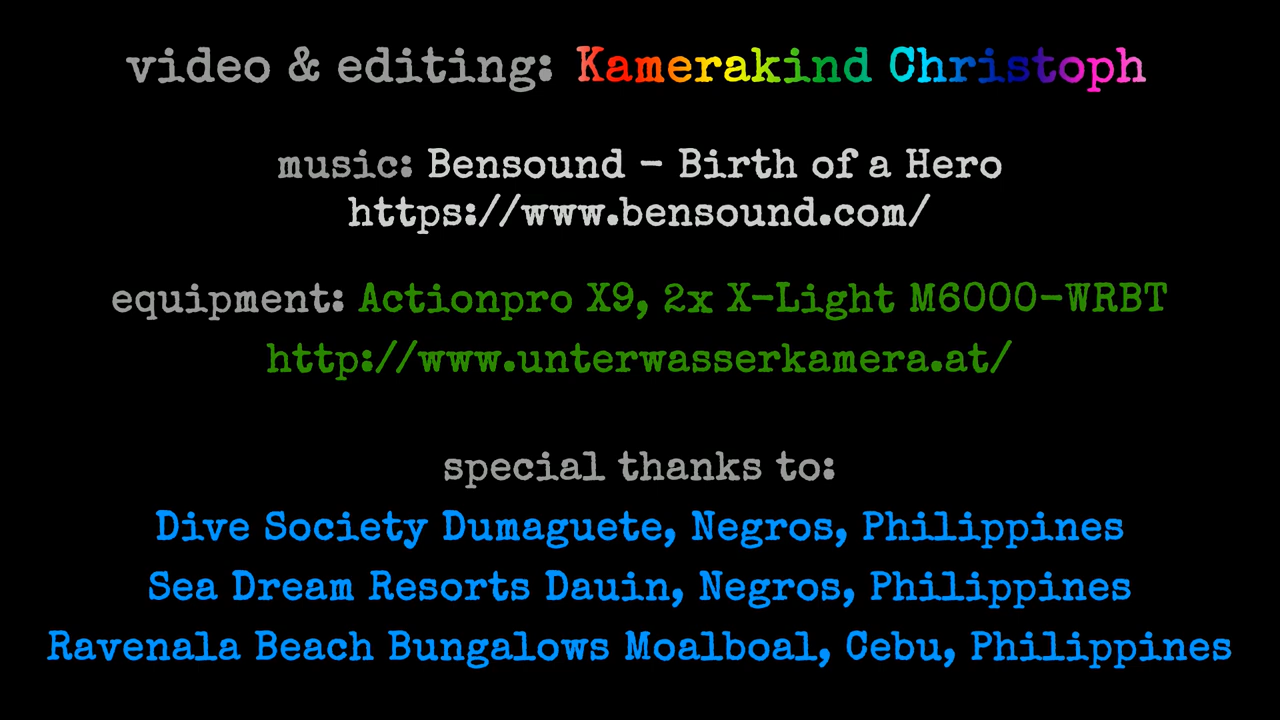 video & editing: Kamerakind Christoph
music: Bensound - Birth of a Hero
https://www.bensound.com/
equipment: Actionpro X9, 2x X-Light M6000-WRBT
http://www.unterwasserkamera.at/
special thanks to:
Dive Society Dumaguete, Negros, Philippines
Sea Dream Resorts Dauin, Negros, Philippines
Ravenala Beach Bungalows Moalboal, Cebu, Philippines